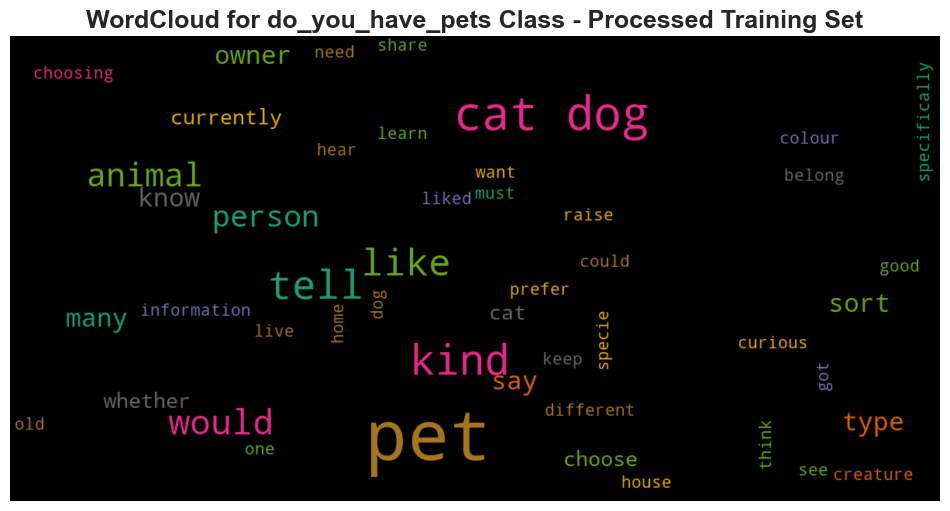 WordCloud for do_you_have_pets Class - Processed Training Set
share
owner
need
choosing
specifically
currently
cat dog
learn
colour
hear
animal
want
belong
know
liked
must
person
raise
like
could
good
tell
prefer
sort
information
home
dog
cat
many
live
specie
curious
kind
keep
got
say
whether
different
would
type
old
pet
one
think
choose
see
creature
house